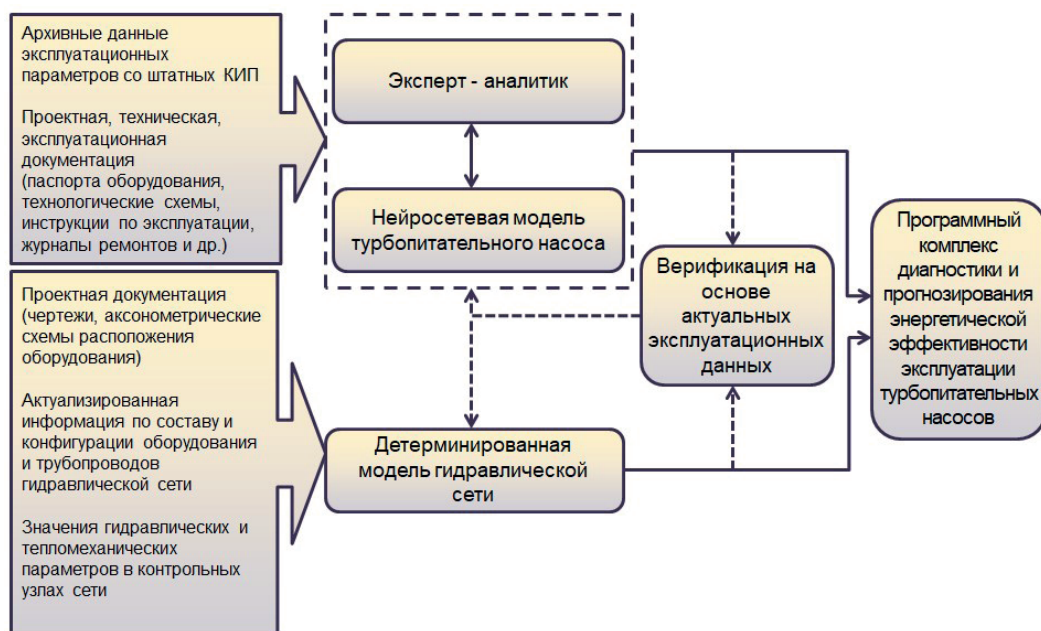 Архивные данные
эксплуатационных
параметров со штатных КИП
Проектная, техническая,
эксплуатационная
документация
(паспорта оборудования,
технологические схемы,
инструкции по эксплуатации,
журналы ремонтов и др.)
Эксперт - аналитик
Нейросетевая модель
турбопитательного насоса
Проектная документация
(чертежи, аксонометрические
схемы расположения
оборудования)
Актуализированная
информация по составу и
конфигурации оборудования
и трубопроводов
гидравлической сети
Значения гидравлических и
тепломеханических
параметров в контрольных
узлах сети
Детерминированная
модель гидравлической
сети
Верификация на
основе
актуальных
эксплуатационных
данных
Программный
комплекс
диагностики и
прогнозирования
энергетической
эффективности
эксплуатации
турбопитательных
насосов